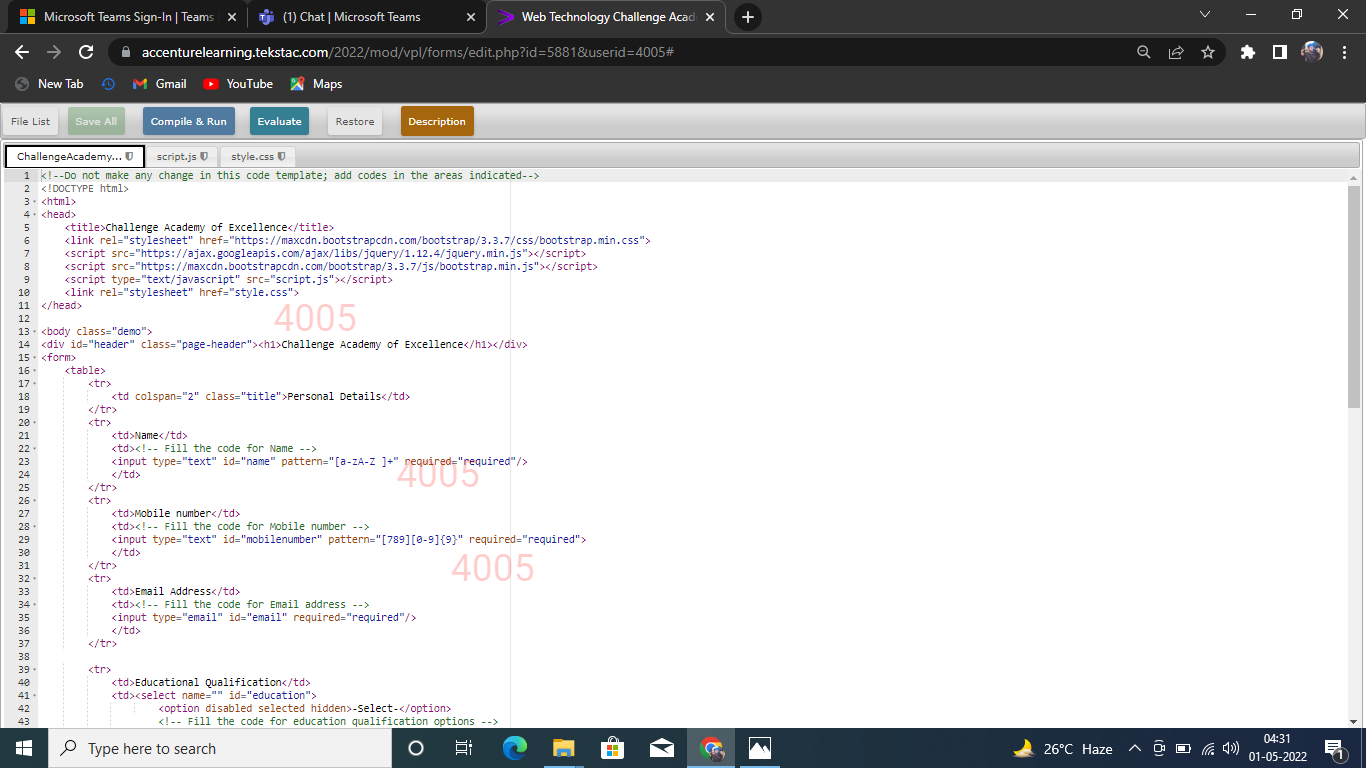 Microsoft Teams Sign-In | Teams
(1) Chat | Microsoft Teams
Web Technology Challenge Acad
accenturelearning.tekstac.com/2022/mod/vpl/forms/edit.php?id=5881&userid=4005#
New Tab
Gmail
YouTube
Maps
File List
Save All
Compile & Run
Evaluate
Restore
Description
ChallengeAcademy...
script.js
style.css
1 <!--Do not make any change in this code template; add codes in the areas indicated-->
2 <!DOCTYPE html>
3 <html>
4 <head>
5 <title>Challenge Academy of Excellence</title>
6 <link rel="stylesheet" href="https://maxcdn.bootstrapcdn.com/bootstrap/3.3.7/css/bootstrap.min.css">
7 <script src="https://ajax.googleapis.com/ajax/libs/jquery/1.12.4/jquery.min.js"></script>
8 <script src="https://maxcdn.bootstrapcdn.com/bootstrap/3.3.7/js/bootstrap.min.js"></script>
9 <script type="text/javascript" src="script.js"></script>
10 <link rel="stylesheet" href="style.css">
11 </head>
4005
12
13 <body class="demo">
14 <div id="header" class="page-header"><h1>Challenge Academy of Excellence</h1></div>
15 <form>
16 <table>
17 <tr>
18 <td colspan="2" class="title">Personal Details</td>
19 </tr>
20 <tr>
21 <td>Name</td>
22 <td><!-- Fill the code for Name -->
23 <input type="text" id="name" pattern="[a-zA-Z ]+" required="required"/>
4005
24 </td>
25 </tr>
26 <tr>
27 <td>Mobile number</td>
28 <td><!-- Fill the code for Mobile number -->
29 <input type="text" id="mobilenumber" pattern="[789][0-9]{9}" required="required">
30 </td>
31 </tr>
4005
32 <tr>
33 <td>Email Address</td>
34 <td><!-- Fill the code for Email address -->
35 <input type="email" id="email" required="required"/>
36 </td>
37 </tr>
38
39 <tr>
40 <td>Educational Qualification</td>
41 <td><select name="" id="education">
42 <option disabled selected hidden>-Select-</option>
43 <!-- Fill the code for education qualification options -->
Type here to search
26°C Haze
04:31
01-05-2022
1